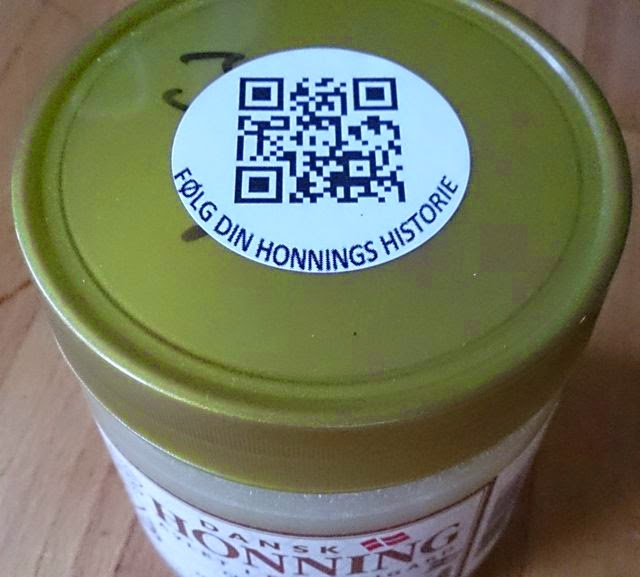 FØLG DIN HONNINGS HISTORIE
DANSK
HONNING